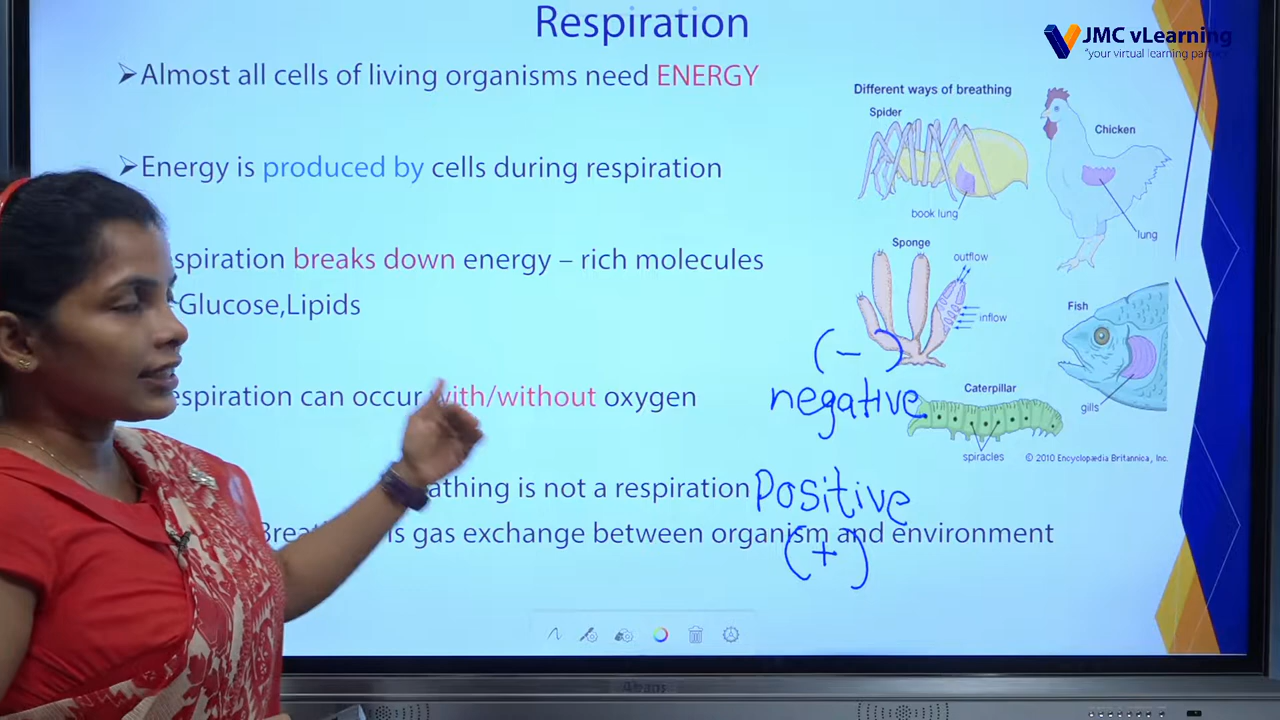 Respiration
JMC vLearning
"your virtual learning partner
➢Almost all cells of living organisms need ENERGY
➢Energy is produced by cells during respiration
spiration breaks down energy – rich molecules
Glucose,Lipids
espiration can occur with/without oxygen
athing is not a respiration
is gas exchange between organism and environment
Different ways of breathing
Spider
book lung
Chicken
lung
Sponge
outflow
inflow
Fish
gills
Caterpillar
spiracles
© 2010 Encyclopædia Britannica, Inc.
(-)
negative
Positive
(+)